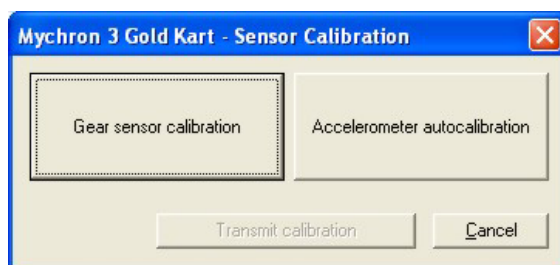 Mychron 3 Gold Kart - Sensor Calibration
Gear sensor calibration
Accelerometer autocalibration
Transmit calibration
Cancel